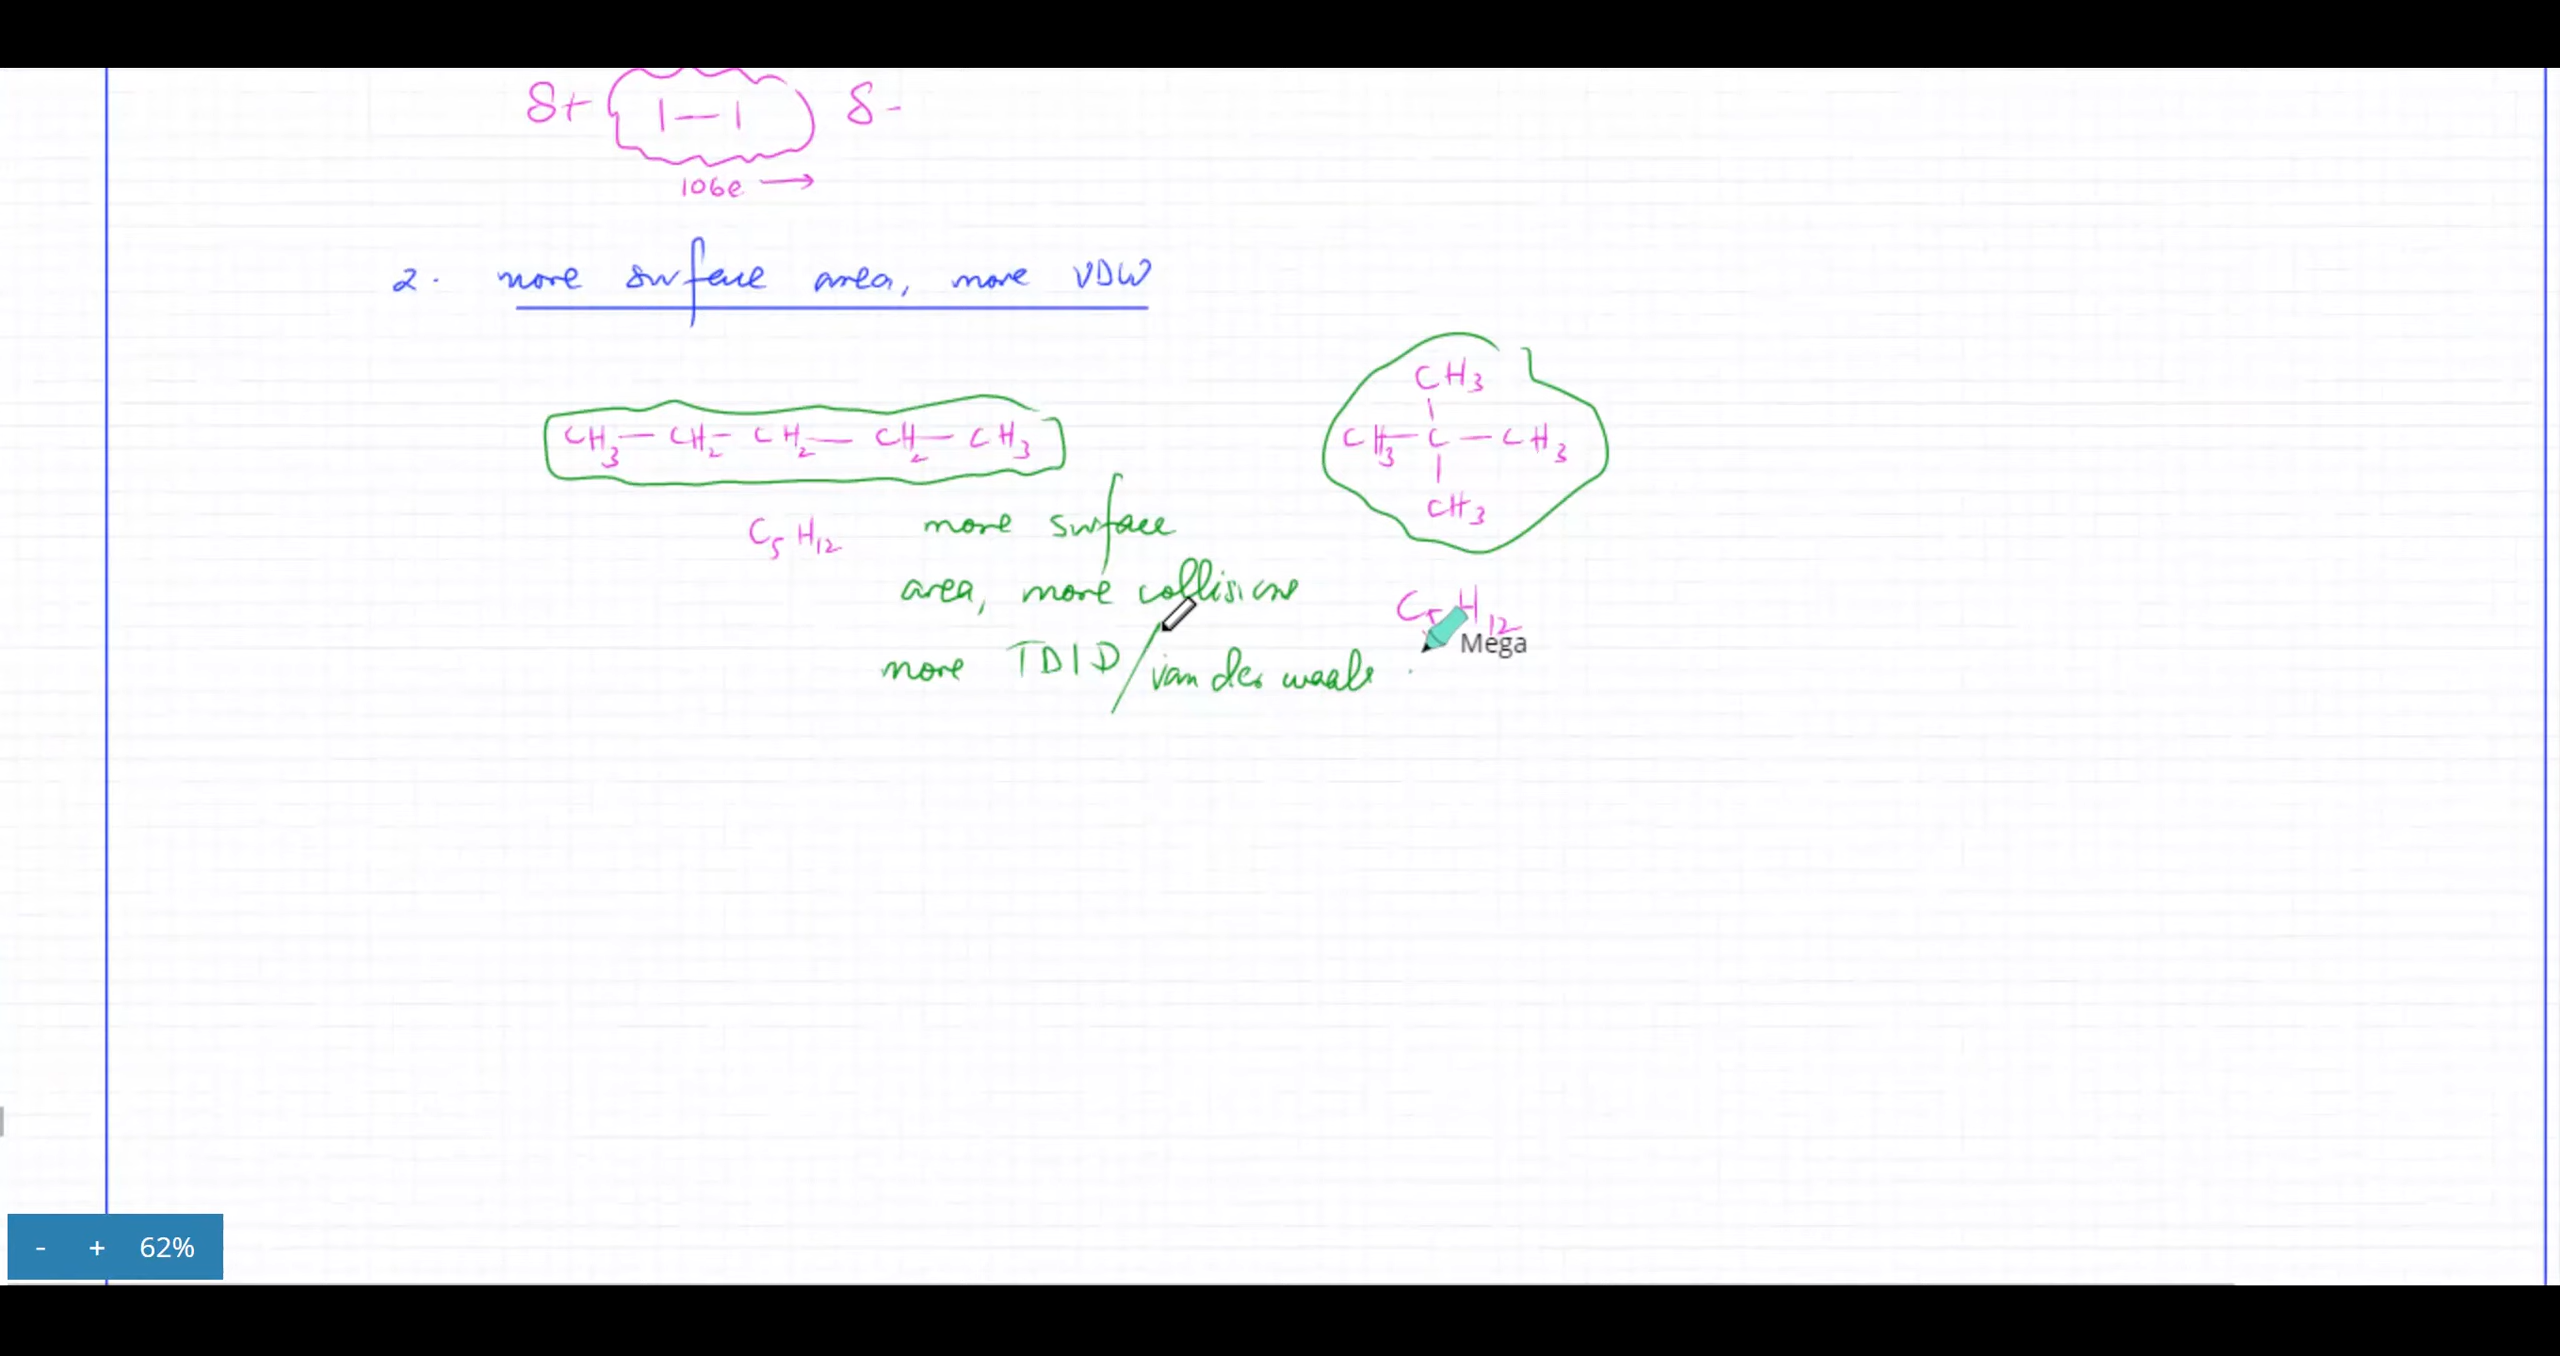 δ+ I—I δ-
106e →
2. more surface area, more VDW
CH3
CH3—CH2—CH2—CH2—CH3 CH3—C—CH3
CH3
C5H12 more surface
area, more collisions
C5H12
Mega
more TDID/van der waals
- + 62%